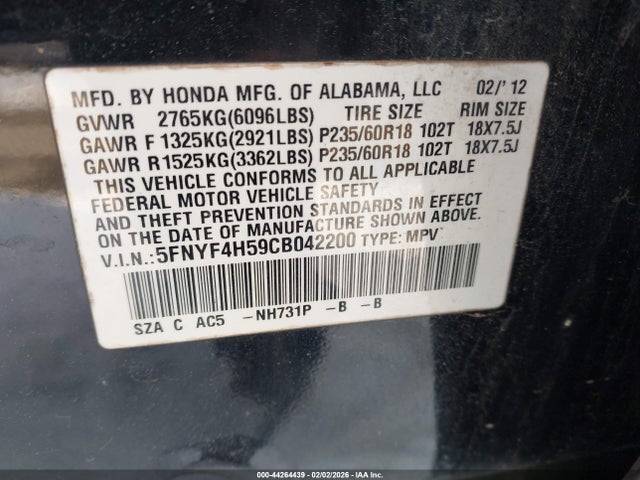 MFD. BY HONDA MFG. OF ALABAMA, LLC 02/'12
GVWR 2765KG(6096LBS) TIRE SIZE RIM SIZE
GAWR F 1325KG(2921LBS) P235/60R18 102T 18X7.5J
GAWR R1525KG(3362LBS) P235/60R18 102T 18X7.5J
THIS VEHICLE CONFORMS TO ALL APPLICABLE
FEDERAL MOTOR VEHICLE SAFETY
AND THEFT PREVENTION STANDARDS IN EFFECT
ON THE DATE OF MANUFACTURE SHOWN ABOVE.
V.I.N.: 5FNYF4H59CB042200 TYPE: MPV
SZA C AC5 -NH731P -B -B
000-44264439 - 02/02/2026 - IAA Inc.